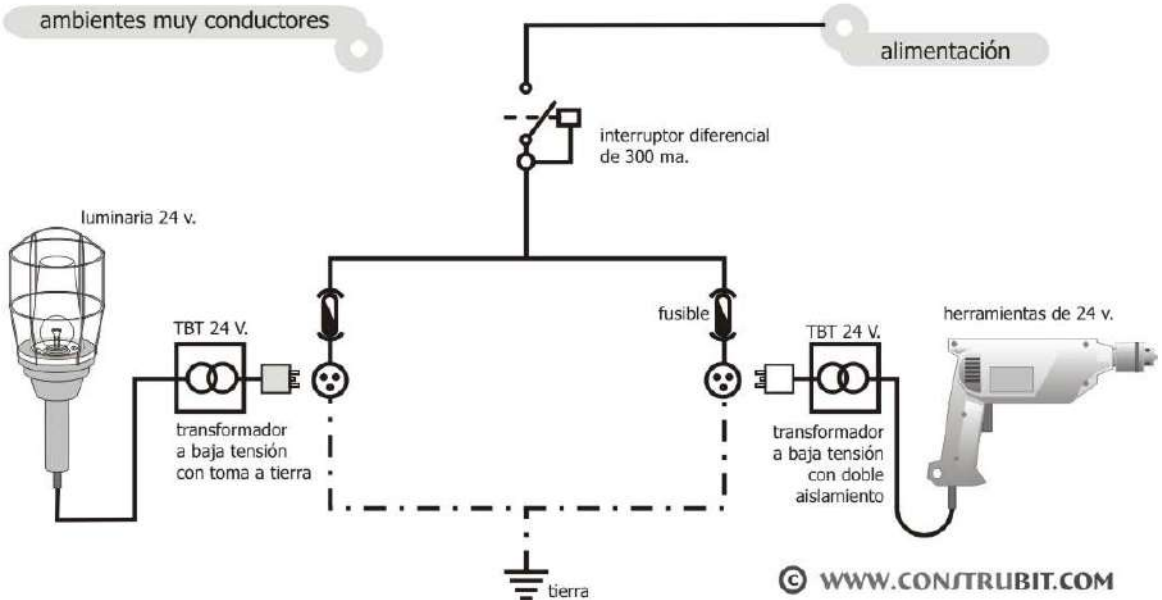 ambientes muy conductores
alimentación
interruptor diferencial
de 300 ma.
luminaria 24 v.
TBT 24 V.
transformador
a baja tensión
con toma a tierra
fusible
TBT 24 V.
herramientas de 24 v.
transformador
a baja tensión
con doble
aislamiento
tierra
© WWW.CONSTRUBIT.COM